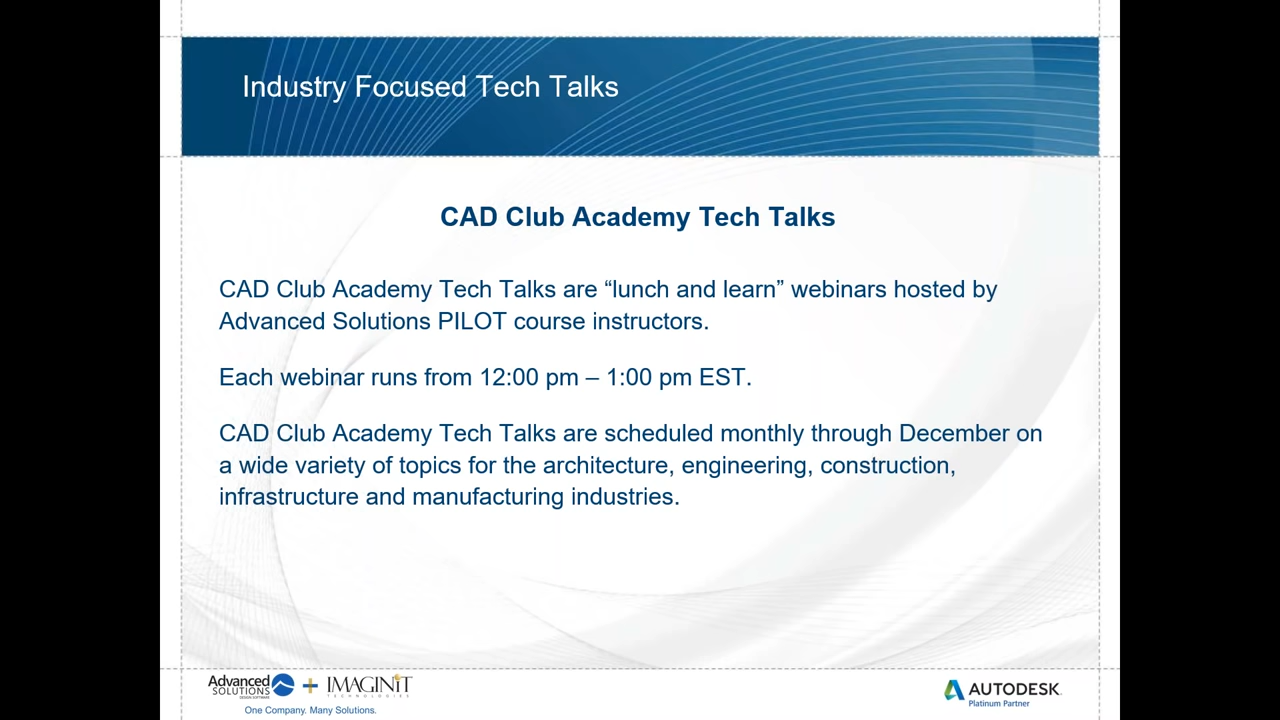 Industry Focused Tech Talks
CAD Club Academy Tech Talks
CAD Club Academy Tech Talks are “lunch and learn” webinars hosted by
Advanced Solutions PILOT course instructors.
Each webinar runs from 12:00 pm – 1:00 pm EST.
CAD Club Academy Tech Talks are scheduled monthly through December on
a wide variety of topics for the architecture, engineering, construction,
infrastructure and manufacturing industries.
Advanced
SOLUTIONS
DESIGN SOFTWARE
+
IMAGINiT
TECHNOLOGIES
One Company. Many Solutions.
AUTODESK
Platinum Partner